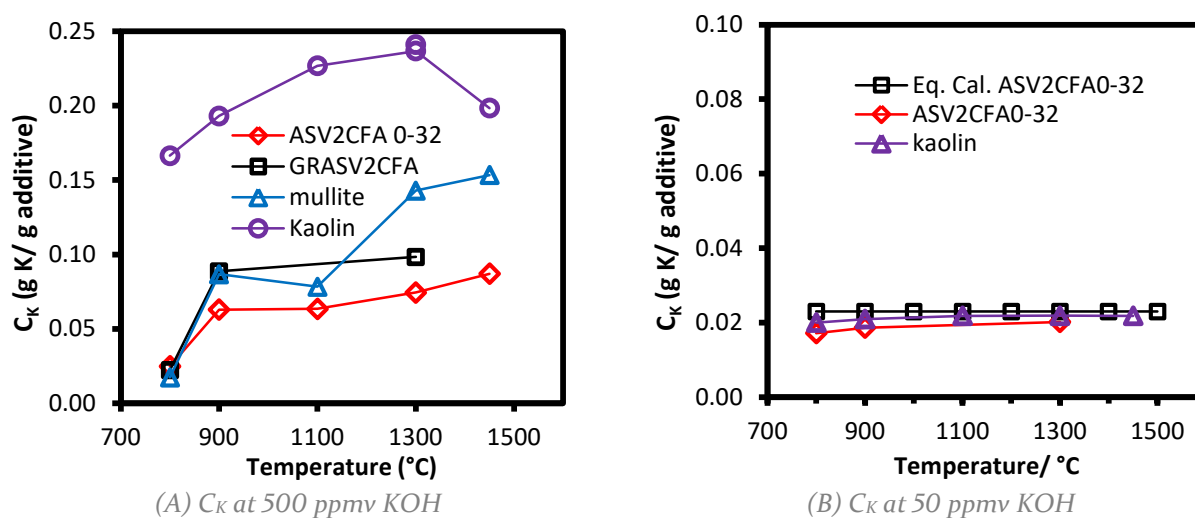 0.25
0.20
0.15
0.10
0.05
0.00
C_K (g K/ g additive)
ASV2CFA 0-32
GRASV2CFA
mullite
Kaolin
700 900 1100 1300 1500
Temperature (°C)
(A) C_K at 500 ppmv KOH
0.10
0.08
0.06
0.04
0.02
0.00
C_K (g K/ g additive)
Eq. Cal. ASV2CFA0-32
ASV2CFA0-32
kaolin
700 900 1100 1300 1500
Temperature/ °C
(B) C_K at 50 ppmv KOH